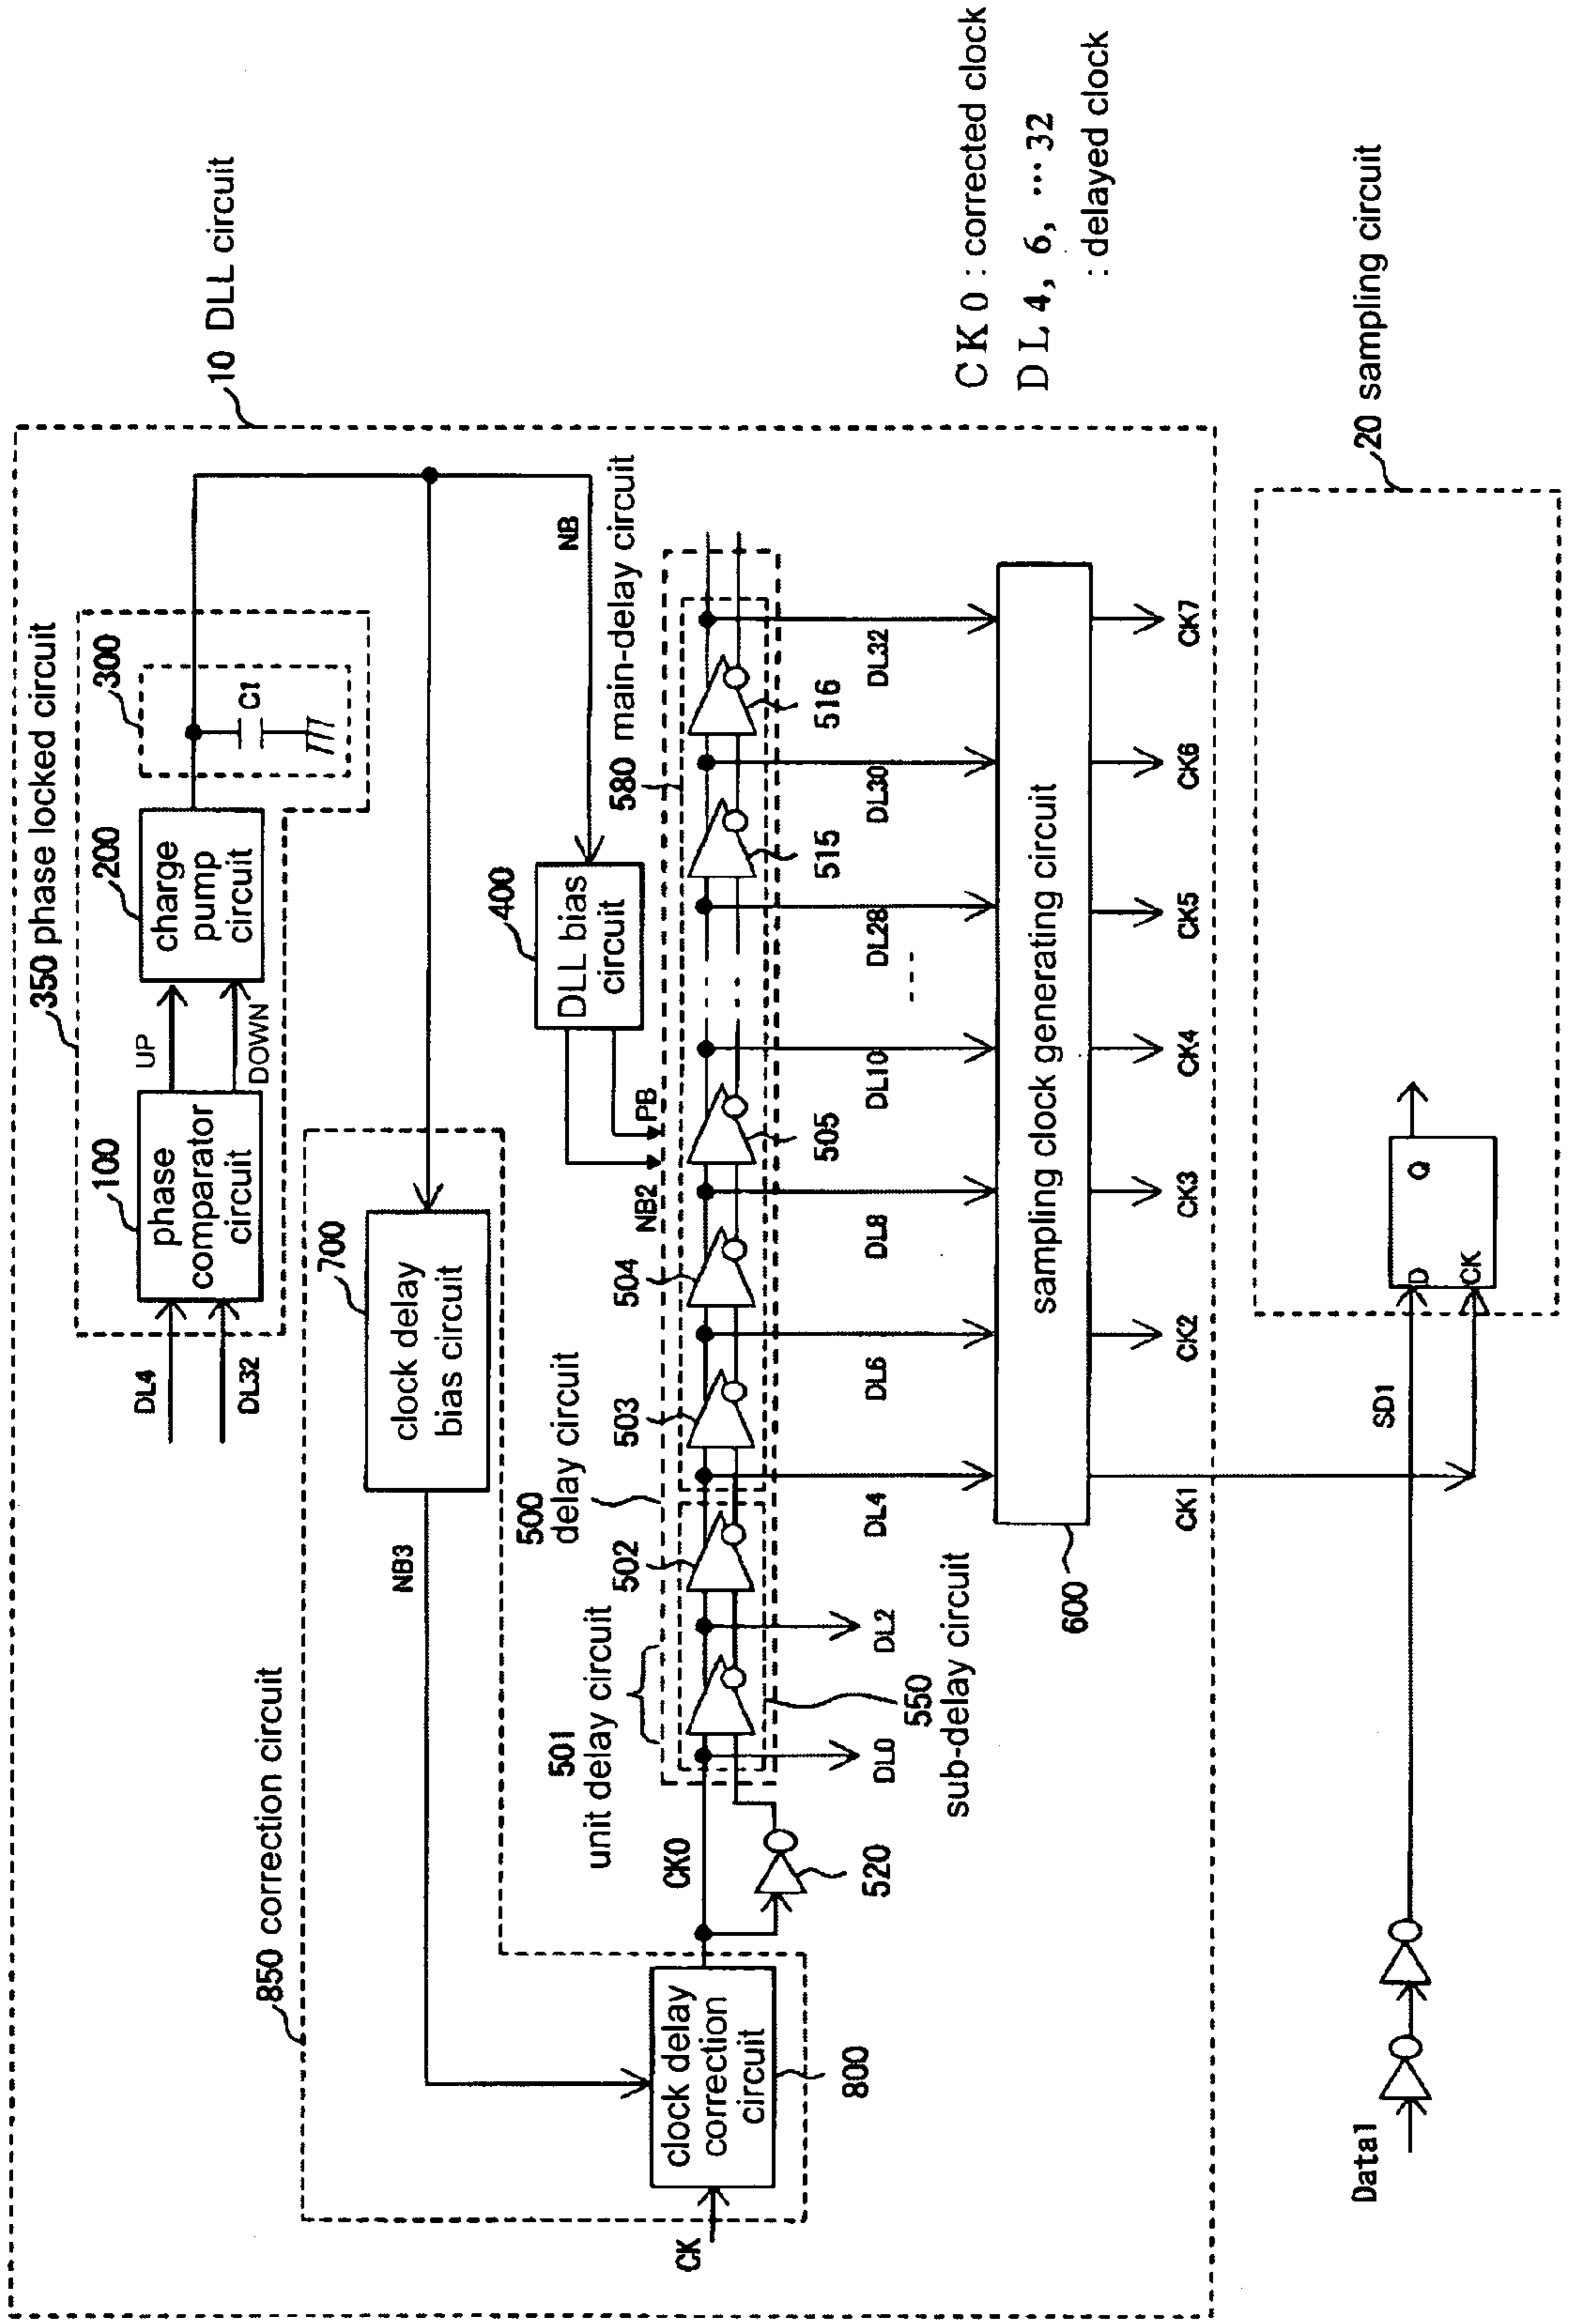 10 DLL circuit
350 phase locked circuit
300
C1
200
charge
pump
circuit
UP
DOWN
100
phase
comparator
circuit
DL4
DL32
850 correction circuit
700
clock delay
bias circuit
NB3
NB
400
DLL bias
circuit
NB2
PB
580 main-delay circuit
500
delay circuit
501
unit delay circuit
502
503
504
505
515
516
CK
Clock delay
correction
circuit
800
CK0
520
550
sub-delay circuit
DL0
DL2
DL4
DL6
DL8
DL10
---
DL28
DL30
DL32
sampling clock generating circuit
600
CK1
CK2
CK3
CK4
CK5
CK6
CK7
CK0 : corrected clock
DL4, 6, …32
: delayed clock
20 sampling circuit
Data1
SD1
D
Q
CK